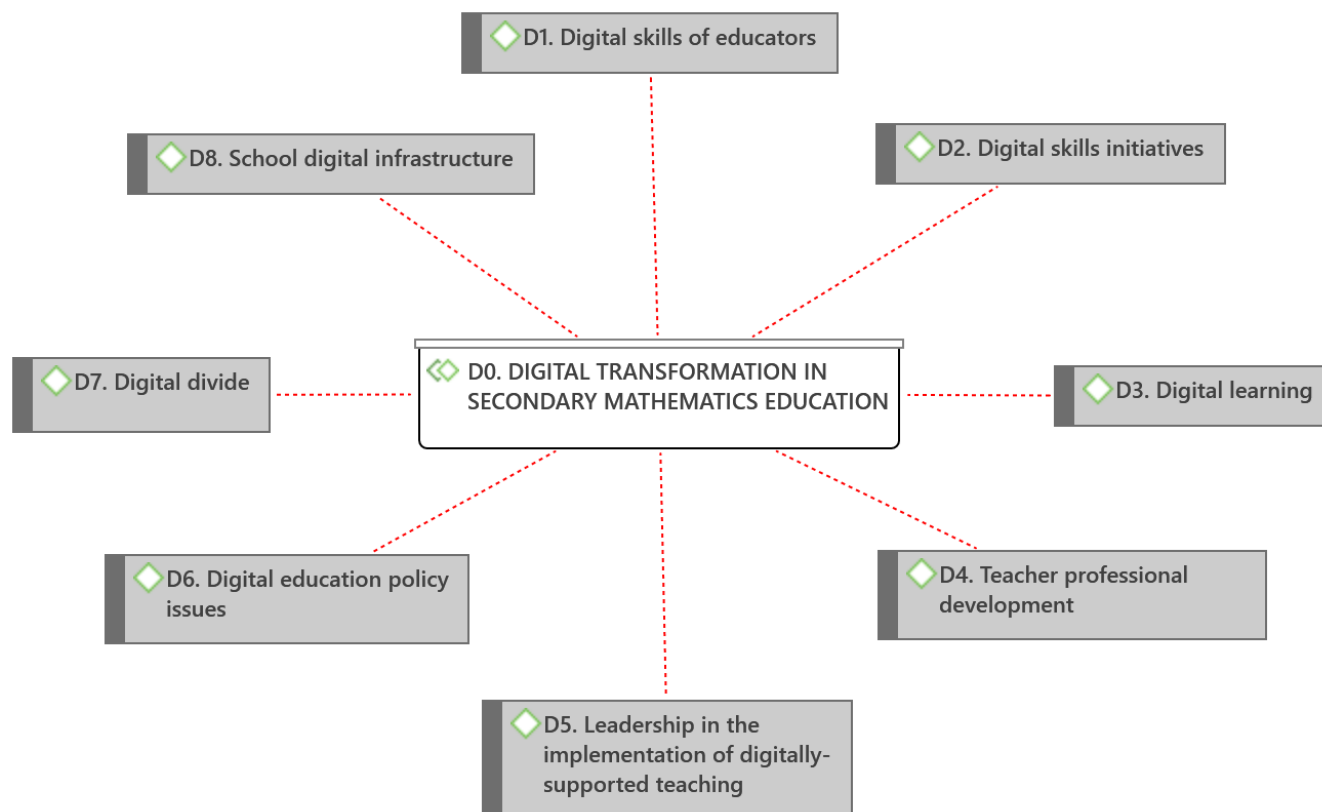 D1. Digital skills of educators
D8. School digital infrastructure
D2. Digital skills initiatives
D0. DIGITAL TRANSFORMATION IN
SECONDARY MATHEMATICS EDUCATION
D7. Digital divide
D3. Digital learning
D6. Digital education policy
issues
D4. Teacher professional
development
D5. Leadership in the
implementation of digitally-
supported teaching